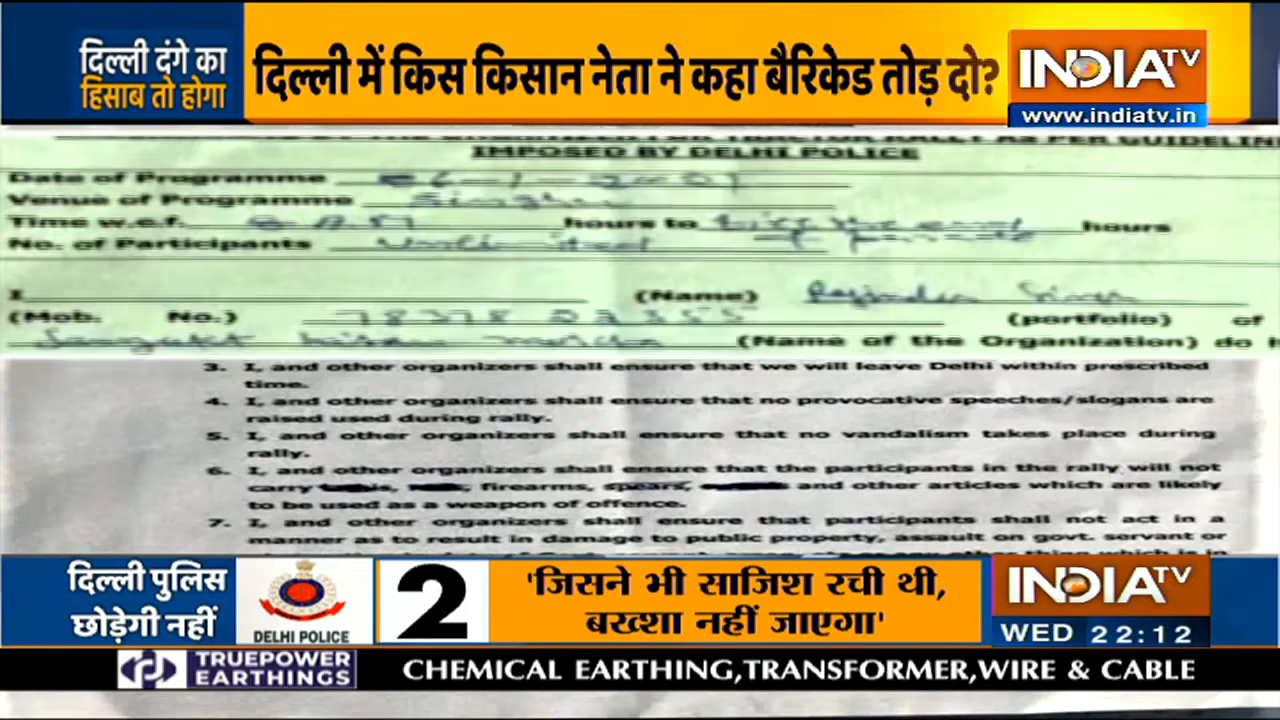 दिल्ली दंगे का
हिसाब तो होगा
दिल्ली में किस किसान नेता ने कहा बैरिकेड तोड़ दो?
INDIA TV
www.indiatv.in
IMPOSED BY DELHI POLICE
Date of Programme
Venue of Programme Singhu
Time w.e.f. hours to hours
No. of Participants
I (Name) Rajinder Singh
(Mob. No.) (portfolio) of
(Name of the Organization) do
3. I, and other organizers shall ensure that we will leave Delhi within prescribed
time.
4. I, and other organizers shall ensure that no provocative speeches/slogans are
raised used during rally.
5. I, and other organizers shall ensure that no vandalism takes place during
rally.
6. I, and other organizers shall ensure that the participants in the rally will not
carry firearms, spears, and other articles which are likely
to be used as a weapon of offence.
7. I, and other organizers shall ensure that participants shall not act in a
manner as to result in damage to public property, assault on govt. servant or
दिल्ली पुलिस
छोड़ेगी नहीं
DELHI POLICE
2
'जिसने भी साजिश रची थी,
बख्शा नहीं जाएगा'
INDIA TV
WED 22:12
TRUEPOWER
EARTHINGS
CHEMICAL EARTHING,TRANSFORMER,WIRE & CABLE